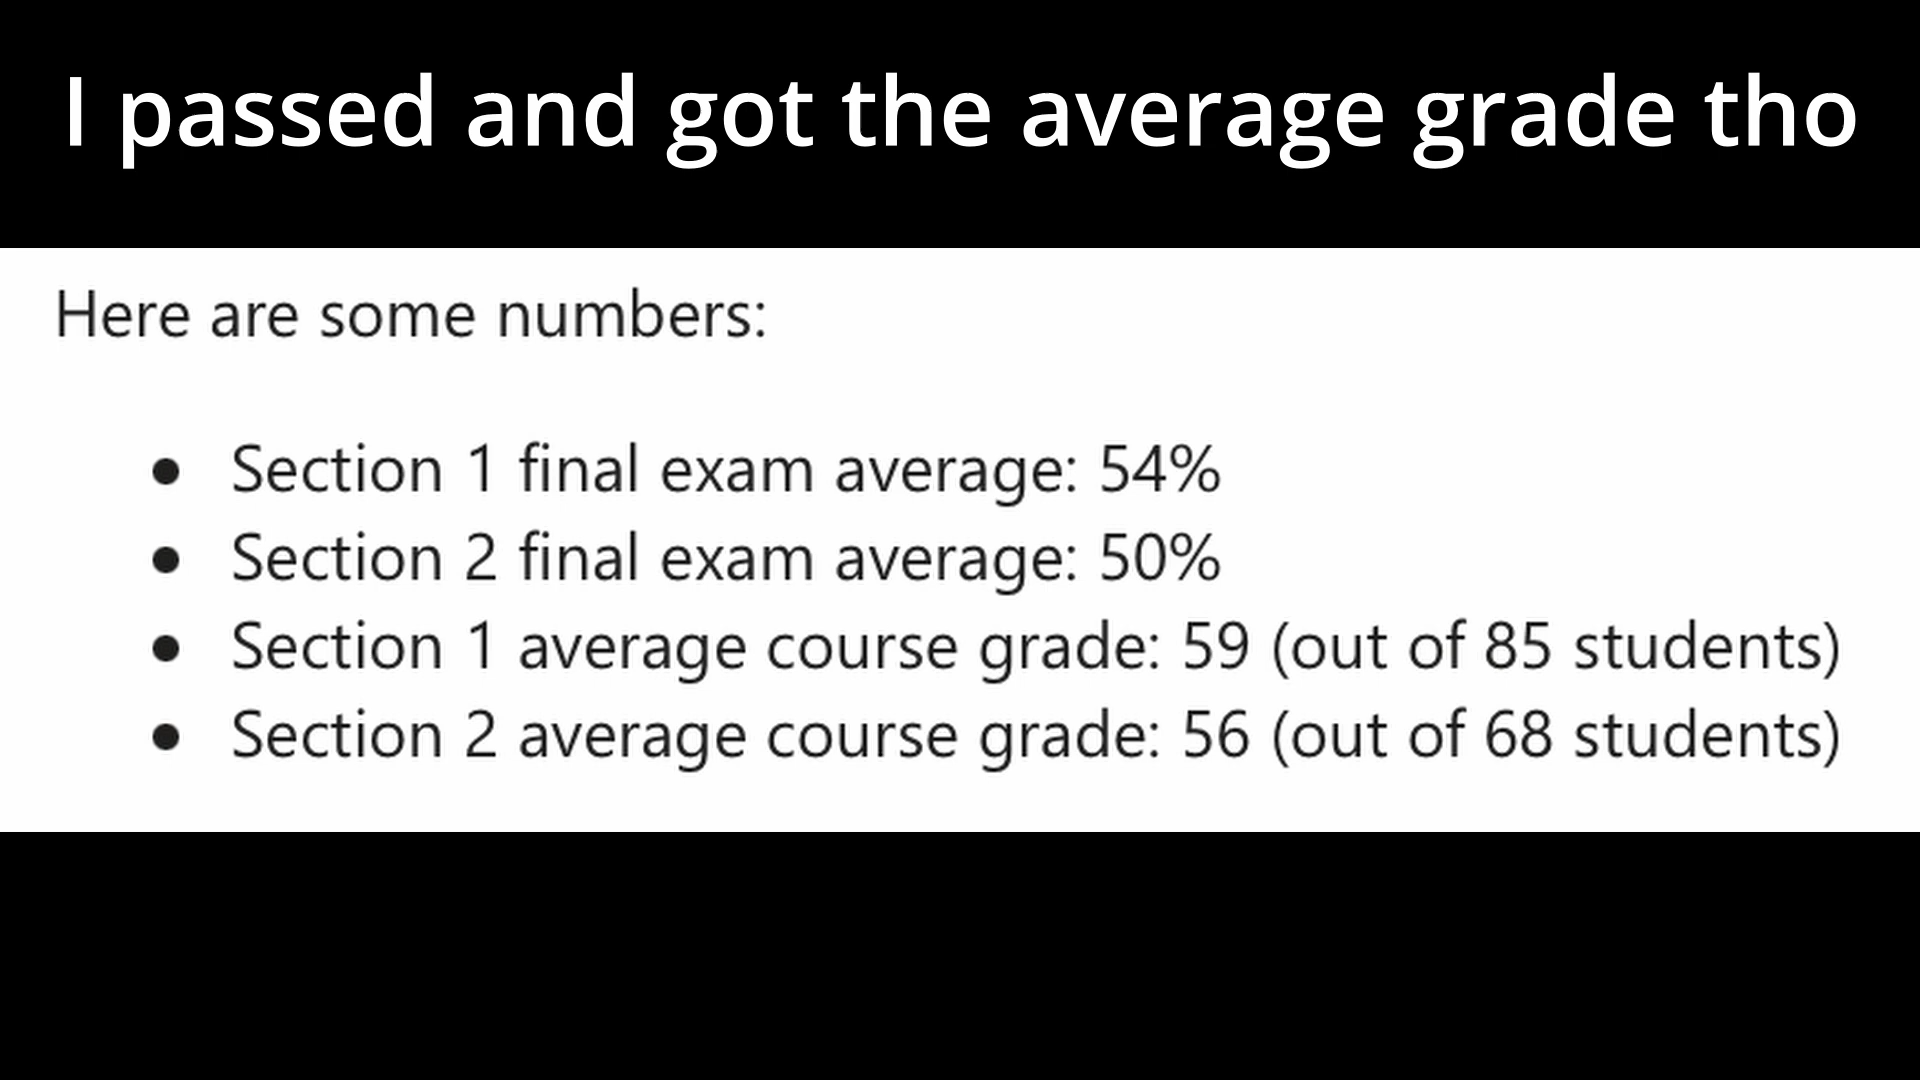 I passed and got the average grade tho
Here are some numbers:
● Section 1 final exam average: 54%
● Section 2 final exam average: 50%
● Section 1 average course grade: 59 (out of 85 students)
● Section 2 average course grade: 56 (out of 68 students)